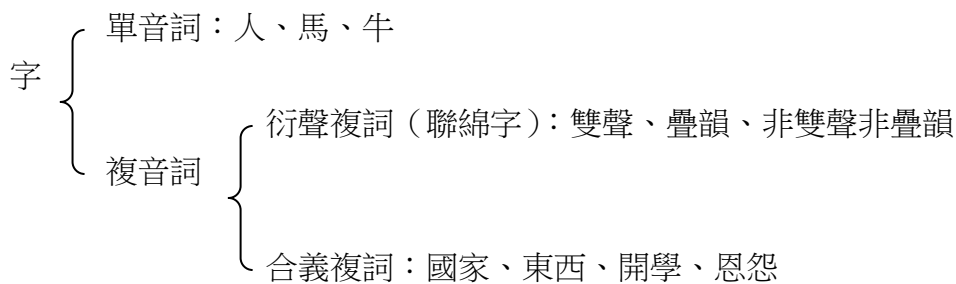 字
單音詞：人、馬、牛
複音詞
衍聲複詞（聯綿字）：雙聲、疊韻、非雙聲非疊韻
合義複詞：國家、東西、開學、恩怨